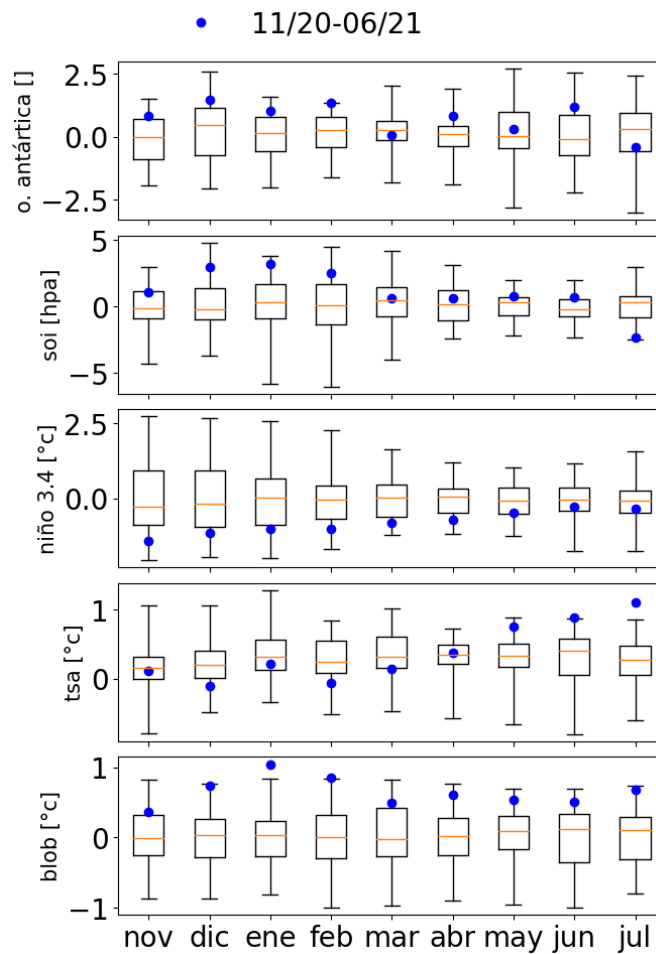 11/20-06/21
o. antártica []
2.5
0.0
−2.5
soi [hpa]
5
0
−5
niño 3.4 [°c]
2.5
0.0
tsa [°c]
1
0
blob [°c]
1
0
−1
nov dic ene feb mar abr may jun jul